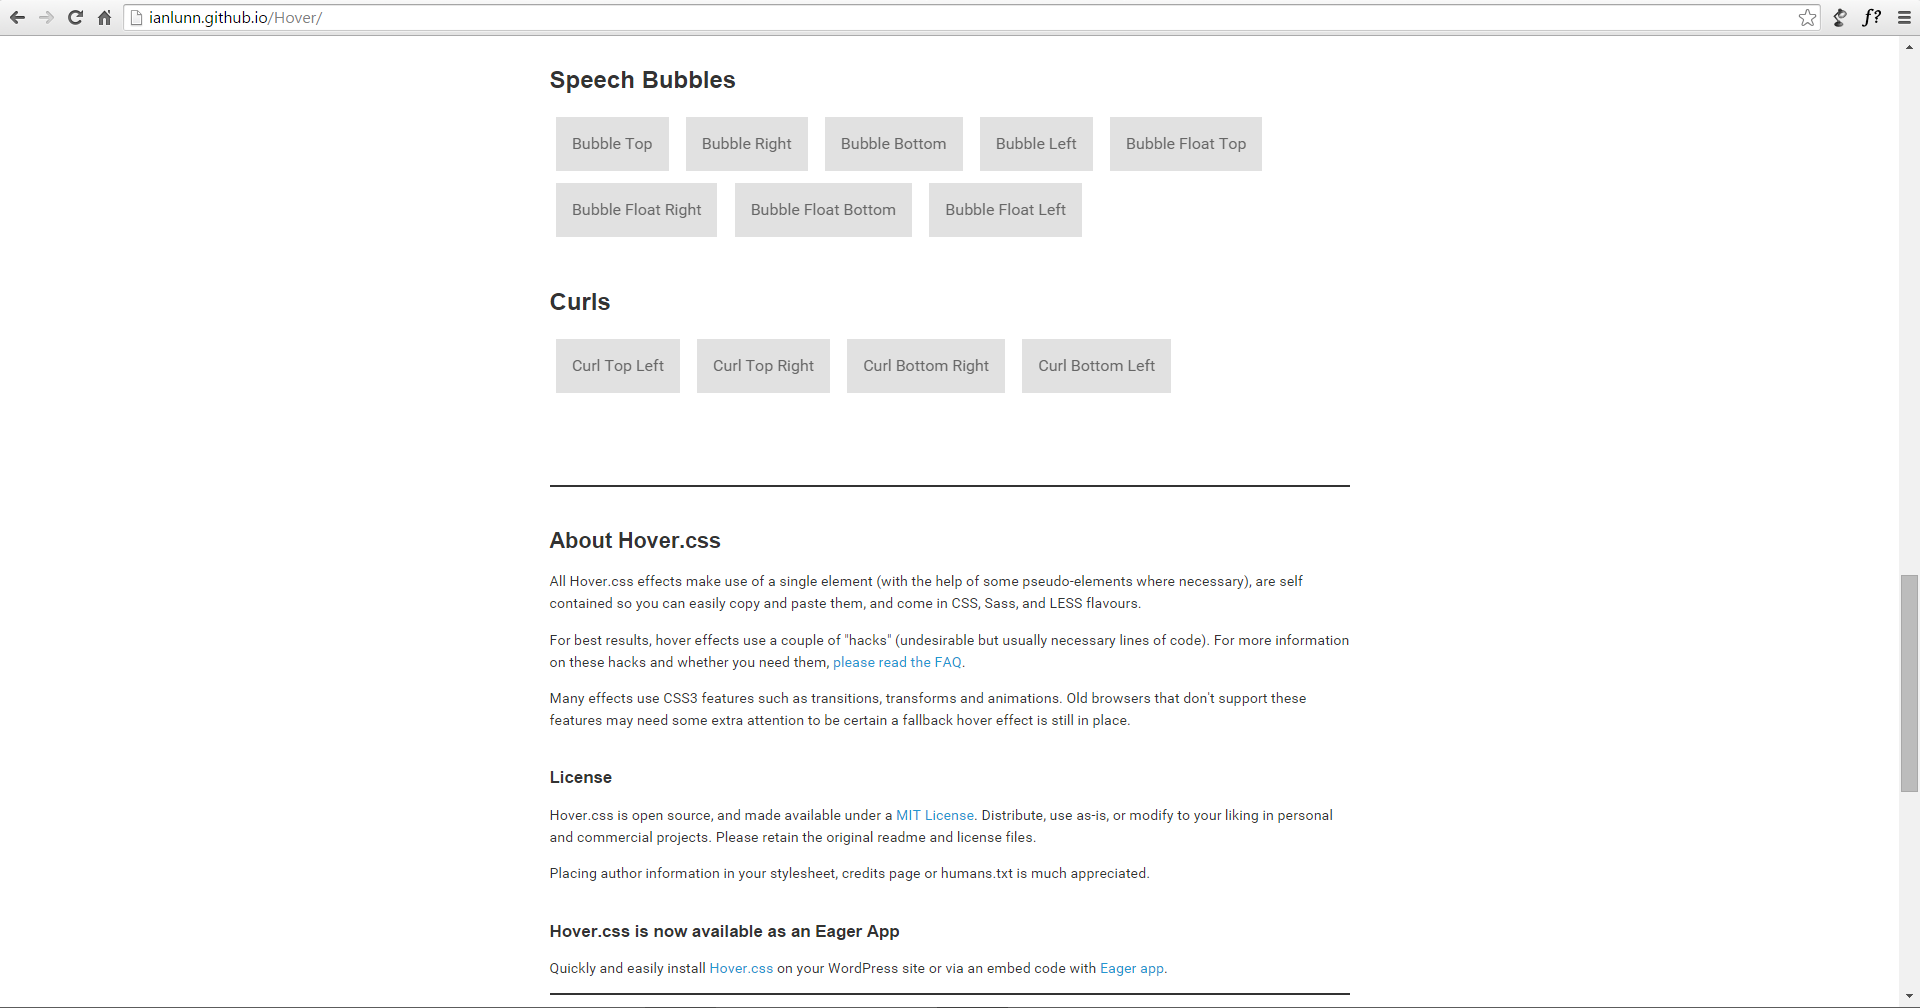 ianlunn.github.io/Hover/
f?
Speech Bubbles
Bubble Top Bubble Right Bubble Bottom Bubble Left Bubble Float Top
Bubble Float Right Bubble Float Bottom Bubble Float Left
Curls
Curl Top Left Curl Top Right Curl Bottom Right Curl Bottom Left
About Hover.css
All Hover.css effects make use of a single element (with the help of some pseudo-elements where necessary), are self
contained so you can easily copy and paste them, and come in CSS, Sass, and LESS flavours.
For best results, hover effects use a couple of "hacks" (undesirable but usually necessary lines of code). For more information
on these hacks and whether you need them, please read the FAQ.
Many effects use CSS3 features such as transitions, transforms and animations. Old browsers that don't support these
features may need some extra attention to be certain a fallback hover effect is still in place.
License
Hover.css is open source, and made available under a MIT License. Distribute, use as-is, or modify to your liking in personal
and commercial projects. Please retain the original readme and license files.
Placing author information in your stylesheet, credits page or humans.txt is much appreciated.
Hover.css is now available as an Eager App
Quickly and easily install Hover.css on your WordPress site or via an embed code with Eager app.